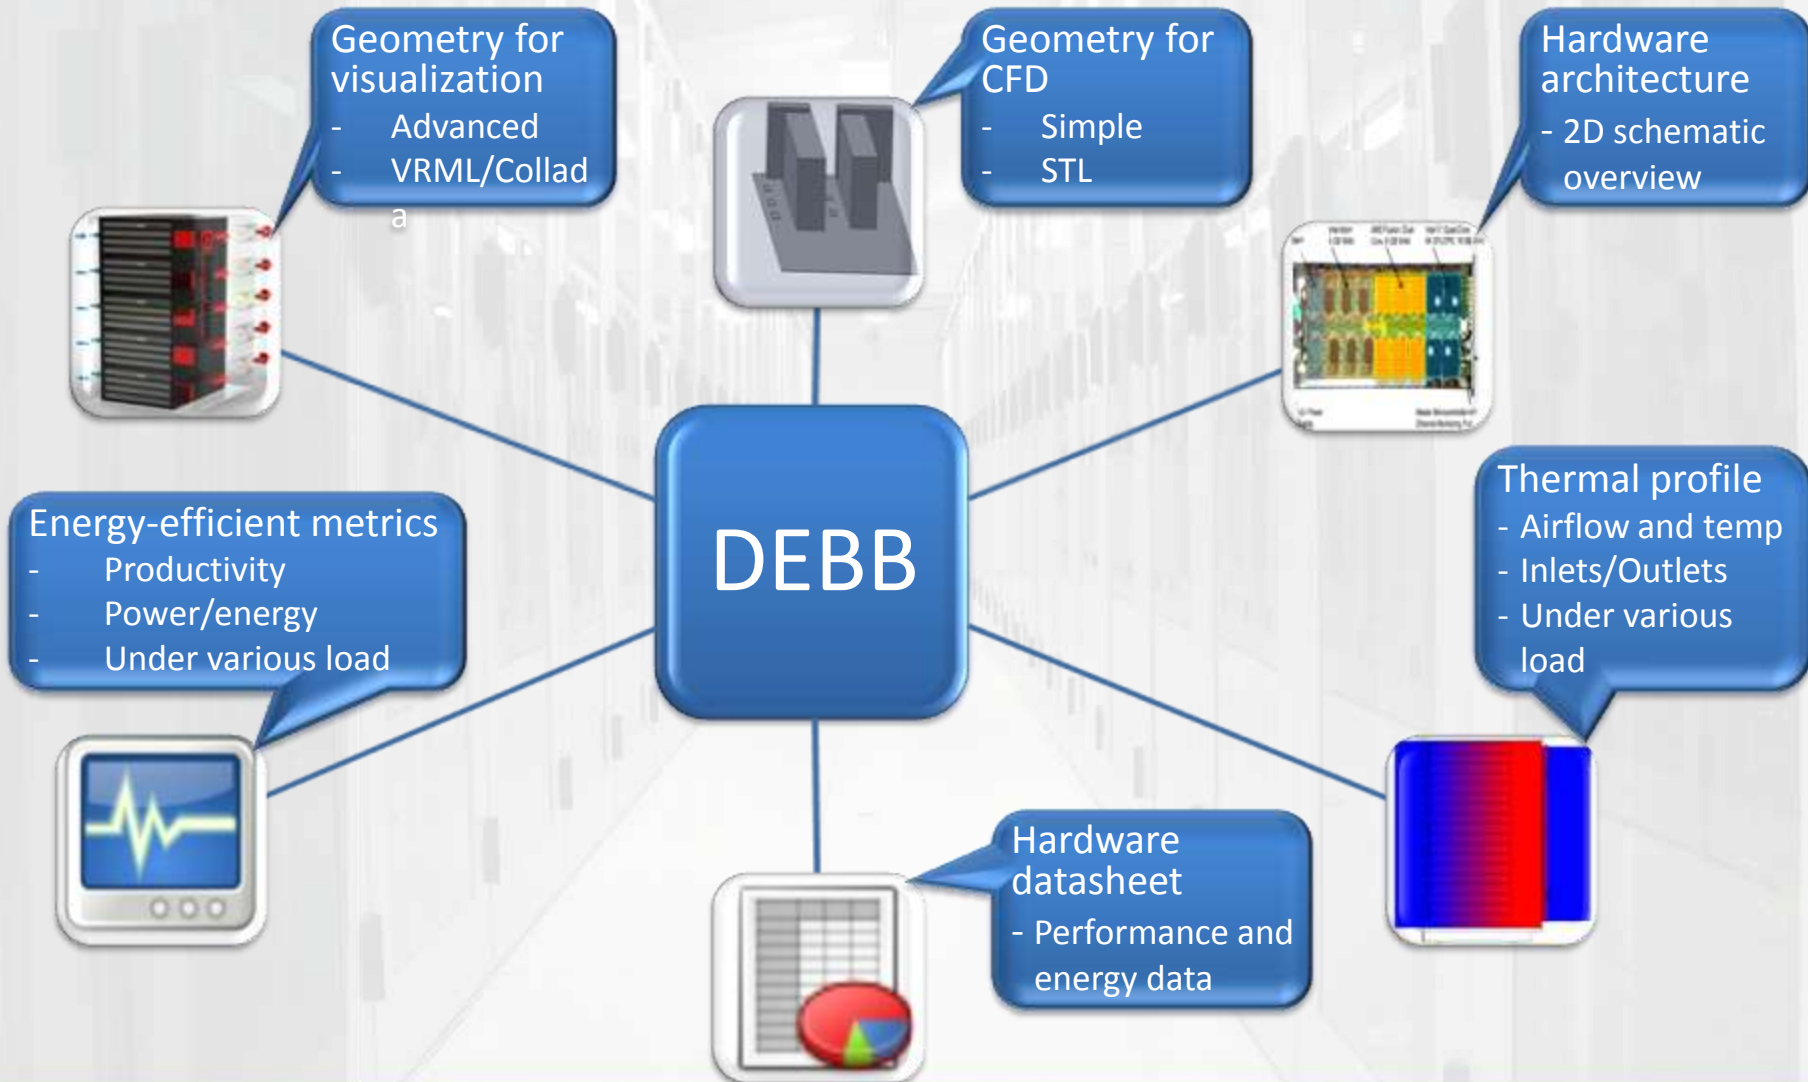 Geometry for
visualization
- Advanced
- VRML/Collad
a
Geometry for
CFD
- Simple
- STL
Hardware
architecture
- 2D schematic
overview
Energy-efficient metrics
- Productivity
- Power/energy
- Under various load
DEBB
Thermal profile
- Airflow and temp
- Inlets/Outlets
- Under various
load
Hardware
datasheet
- Performance and
energy data